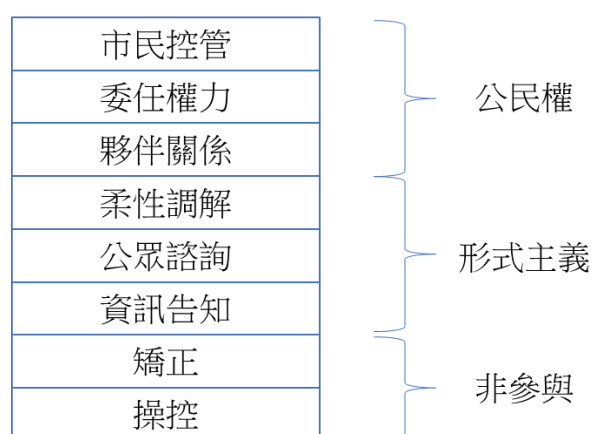 市民控管
委任權力
夥伴關係
柔性調解
公眾諮詢
資訊告知
矯正
操控
公民權
形式主義
非參與